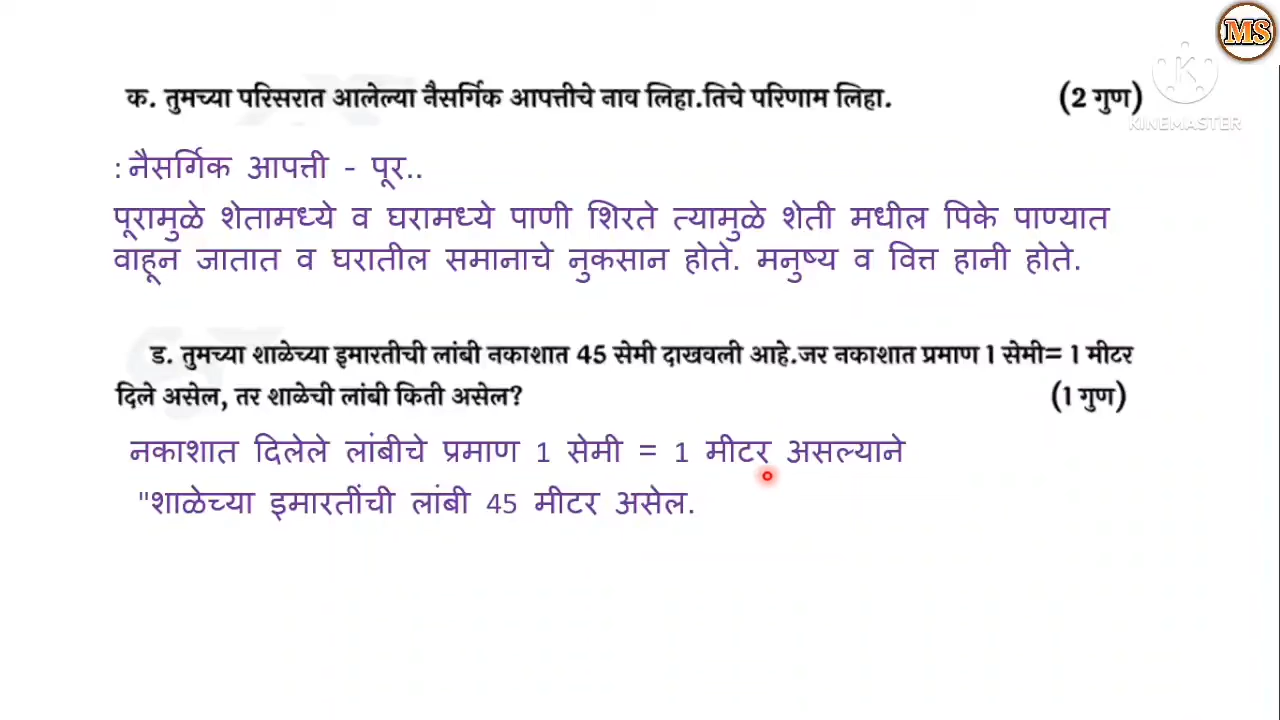 MS
KINEMASTER
क. तुमच्या परिसरात आलेल्या नैसर्गिक आपत्तीचे नाव लिहा.तिचे परिणाम लिहा. (2 गुण)
: नैसर्गिक आपत्ती - पूर..
पूरामुळे शेतामध्ये व घरामध्ये पाणी शिरते त्यामुळे शेती मधील पिके पाण्यात
वाहून जातात व घरातील समानाचे नुकसान होते. मनुष्य व वित्त हानी होते.
ड. तुमच्या शाळेच्या इमारतीची लांबी नकाशात 45 सेमी दाखवली आहे.जर नकाशात प्रमाण 1 सेमी= 1 मीटर
दिले असेल, तर शाळेची लांबी किती असेल? (1 गुण)
नकाशात दिलेले लांबीचे प्रमाण 1 सेमी = 1 मीटर असल्याने
"शाळेच्या इमारतींची लांबी 45 मीटर असेल.